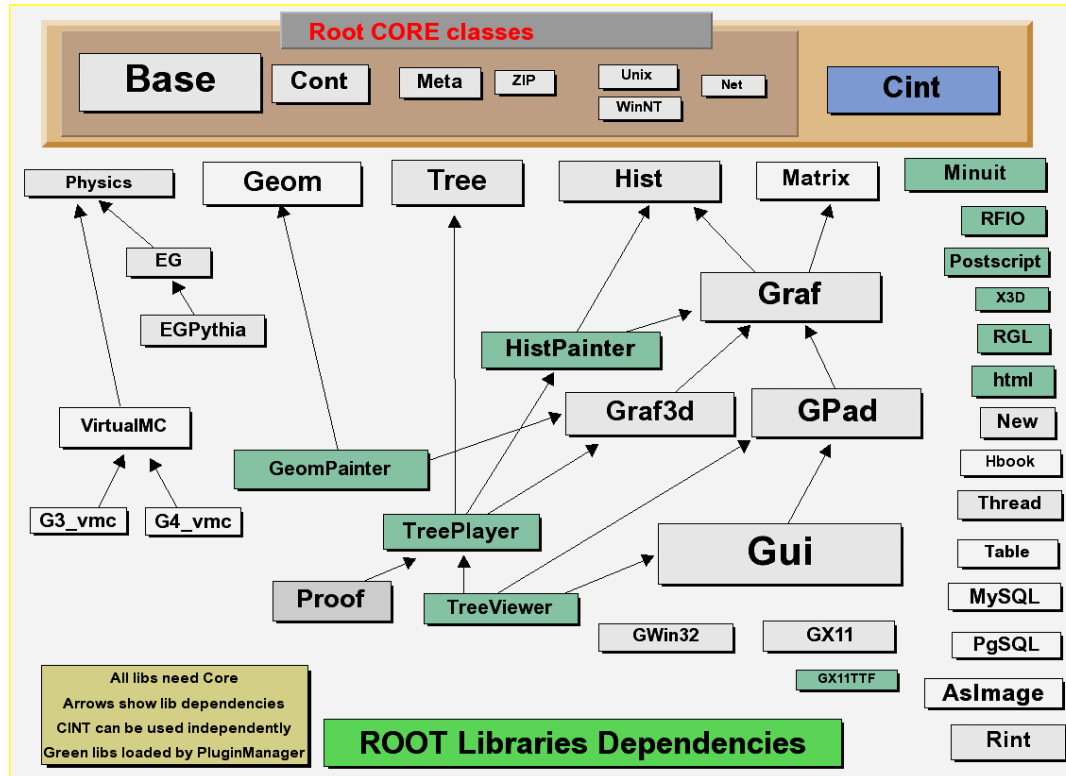 Root CORE classes
Base
Cont
Meta
ZIP
Unix
WinNT
Net
Cint
Physics
Geom
Tree
Hist
Matrix
Minuit
RFIO
EG
Postscript
Graf
X3D
EGPythia
HistPainter
RGL
html
VirtualMC
Graf3d
GPad
New
GeomPainter
Hbook
G3_vmc
G4_vmc
TreePlayer
Thread
Gui
Table
Proof
TreeViewer
MySQL
GWin32
GX11
PgSQL
GX11TTF
AsImage
All libs need Core
Arrows show lib dependencies
CINT can be used independently
Green libs loaded by PluginManager
ROOT Libraries Dependencies
Rint